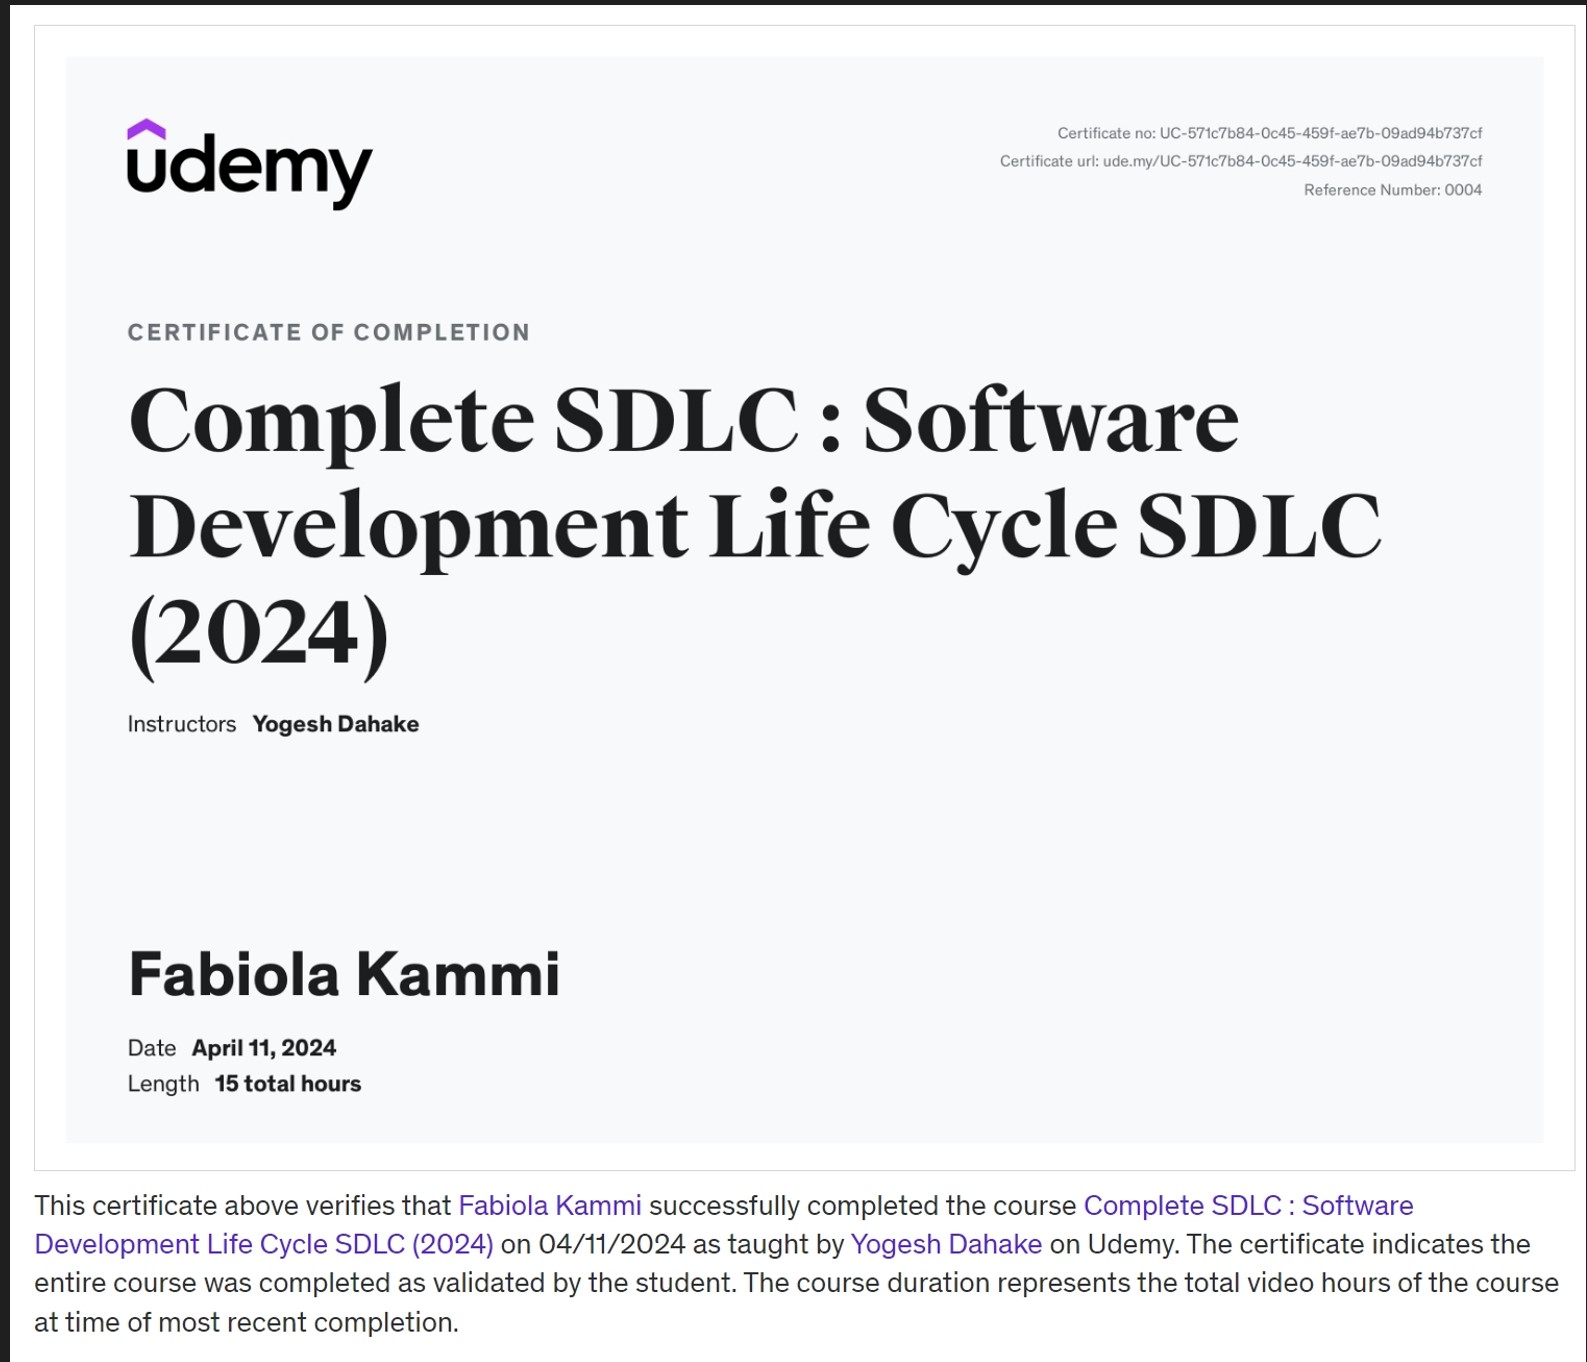 udemy
Certificate no: UC-571c7b84-0c45-459f-ae7b-09ad94b737cf
Certificate url: ude.my/UC-571c7b84-0c45-459f-ae7b-09ad94b737cf
Reference Number: 0004
CERTIFICATE OF COMPLETION
Complete SDLC : Software
Development Life Cycle SDLC
(2024)
Instructors Yogesh Dahake
Fabiola Kammi
Date April 11, 2024
Length 15 total hours
This certificate above verifies that Fabiola Kammi successfully completed the course Complete SDLC : Software
Development Life Cycle SDLC (2024) on 04/11/2024 as taught by Yogesh Dahake on Udemy. The certificate indicates the
entire course was completed as validated by the student. The course duration represents the total video hours of the course
at time of most recent completion.